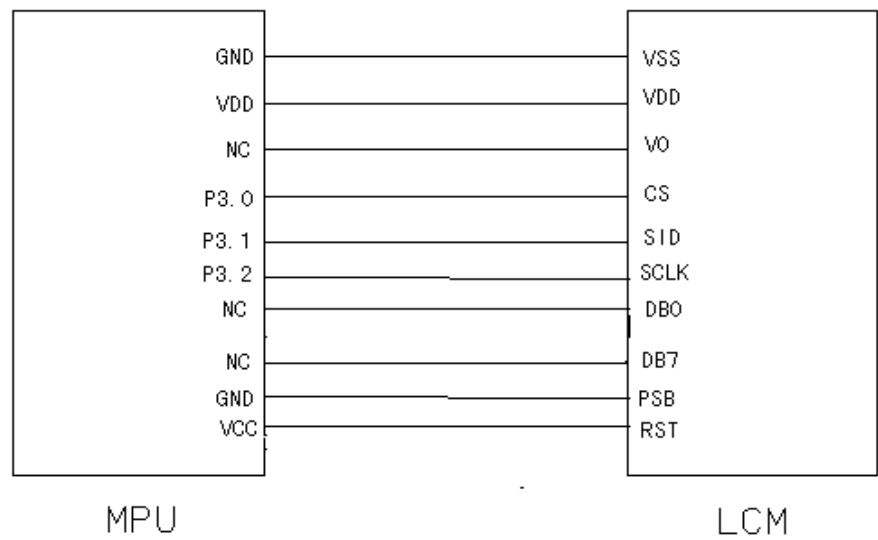 GND VSS
VDD VDD
NC VO
P3.0 CS
P3.1 SID
P3.2 SCLK
NC DB0
NC DB7
GND PSB
VCC RST
MPU LCM